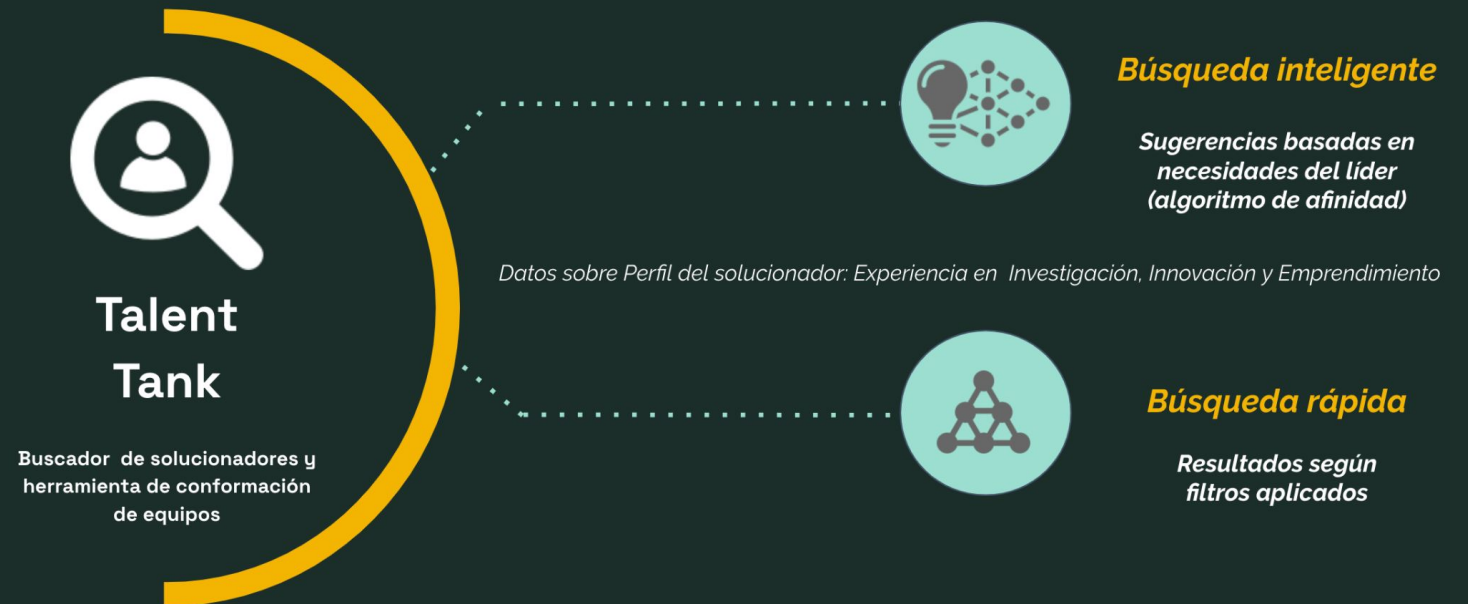 Talent
Tank
Buscador de solucionadores y
herramienta de conformación
de equipos
Búsqueda inteligente
Sugerencias basadas en
necesidades del líder
(algoritmo de afinidad)
Datos sobre Perfil del solucionador: Experiencia en Investigación, Innovación y Emprendimiento
Búsqueda rápida
Resultados según
filtros aplicados